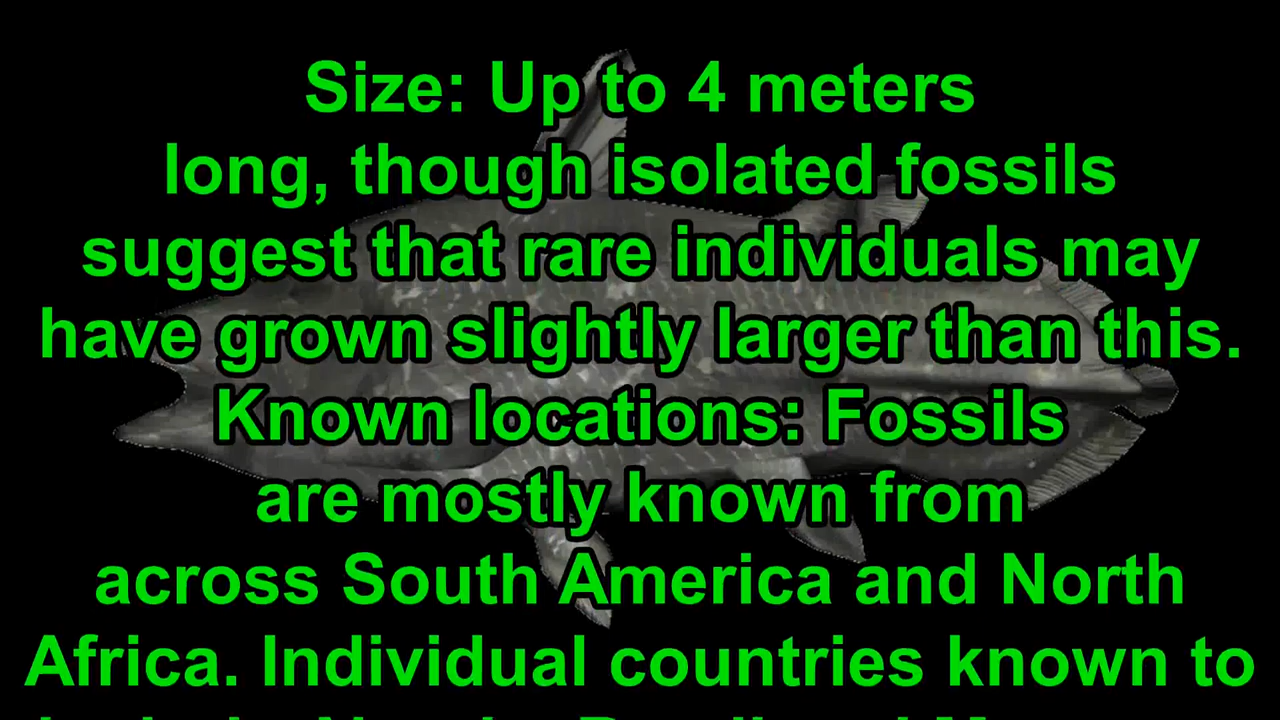 Size: Up to 4 meters
long, though isolated fossils
suggest that rare individuals may
have grown slightly larger than this.
Known locations: Fossils
are mostly known from
across South America and North
Africa. Individual countries known to